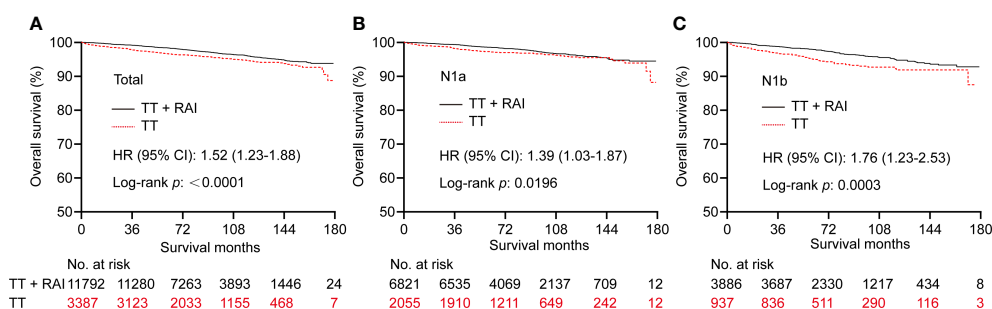 A
B
C
Overall survival (%)
100
90
80
70
60
50
Total
TT + RAI
TT
HR (95% CI): 1.52 (1.23-1.88)
Log-rank p: <0.0001
0 36 72 108 144 180
Survival months
Overall survival (%)
100
90
80
70
60
50
N1a
TT + RAI
TT
HR (95% CI): 1.39 (1.03-1.87)
Log-rank p: 0.0196
0 36 72 108 144 180
Survival months
Overall survival (%)
100
90
80
70
60
50
N1b
TT + RAI
TT
HR (95% CI): 1.76 (1.23-2.53)
Log-rank p: 0.0003
0 36 72 108 144 180
Survival months
No. at risk
TT + RAI 11792 11280 7263 3893 1446 24
TT 3387 3123 2033 1155 468 7
No. at risk
6821 6535 4069 2137 709 12
2055 1910 1211 649 242 12
No. at risk
3886 3687 2330 1217 434 8
937 836 511 290 116 3